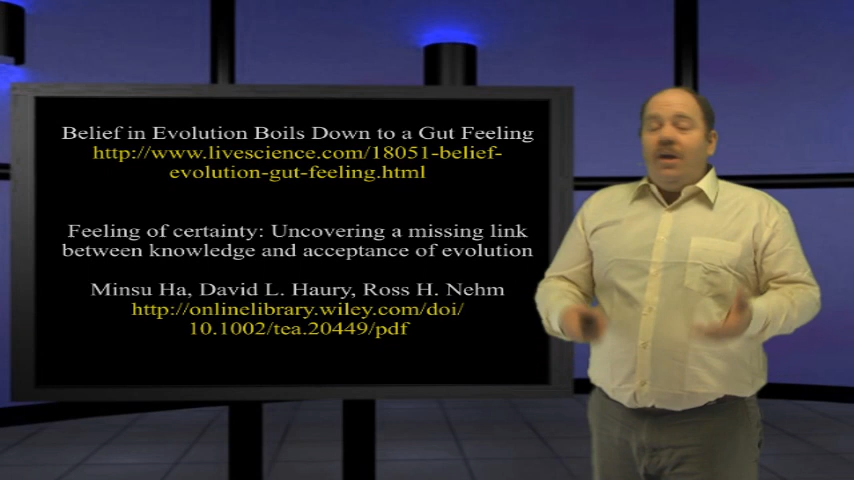 Belief in Evolution Boils Down to a Gut Feeling
http://www.livescience.com/18051-belief-
evolution-gut-feeling.html
Feeling of certainty: Uncovering a missing link
between knowledge and acceptance of evolution
Minsu Ha, David L. Haury, Ross H. Nehm
http://onlinelibrary.wiley.com/doi/
10.1002/tea.20449/pdf